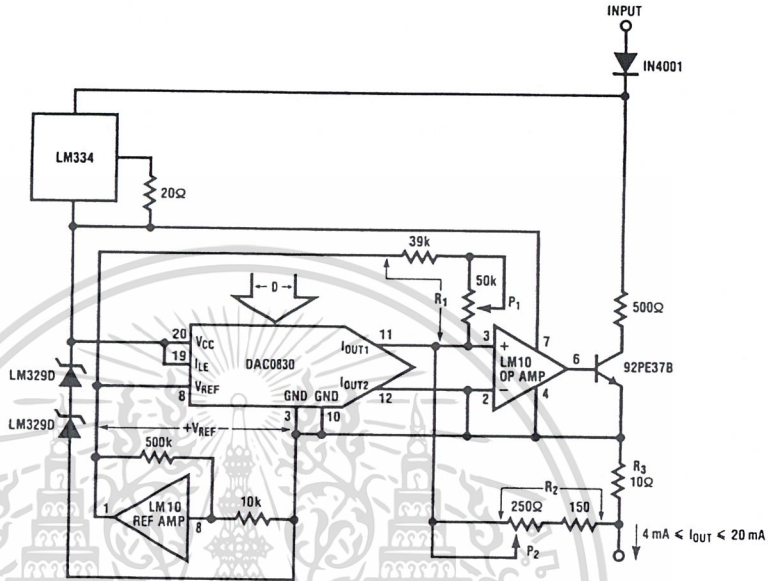 INPUT
IN4001
LM334
20Ω
39k
50k
P1
R1
500Ω
D
20
VCC
19
ILE
DAC0830
VREF
8
IOUT1
11
IOUT2
12
GND GND
3
10
3
+
LM10
OP AMP
2
−
7
6
4
92PE37B
LM329D
LM329D
+VREF
500k
1
LM10
REF AMP
8
10k
R2
250Ω
150
P2
R3
10Ω
4 mA ≤ IOUT ≤ 20 mA